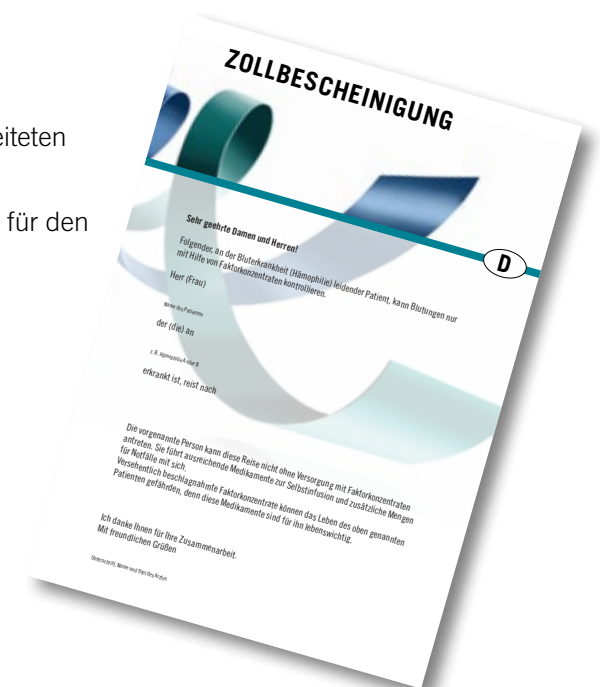 eiteten
für den
ZOLLBESCHEINIGUNG
D
Sehr geehrte Damen und Herren!
Folgender, an der Bluterkrankheit (Hämophilie) leidender Patient, kann Blutungen nur
mit Hilfe von Faktorkonzentraten kontrollieren.
Herr (Frau)
Name des Patienten
der (die) an
z. B. Hämophilie A oder B
erkrankt ist, reist nach
Die vorgenannte Person kann diese Reise nicht ohne Versorgung mit Faktorkonzentraten
antreten. Sie führt ausreichende Medikamente zur Selbstinfusion und zusätzliche Mengen
für Notfälle mit sich.
Versehentlich beschlagnahmte Faktorkonzentrate können das Leben des oben genannten
Patienten gefährden, denn diese Medikamente sind für ihn lebenswichtig.
Ich danke Ihnen für Ihre Zusammenarbeit.
Mit freundlichen Grüßen
Unterschrift, Name und Titel des Arztes